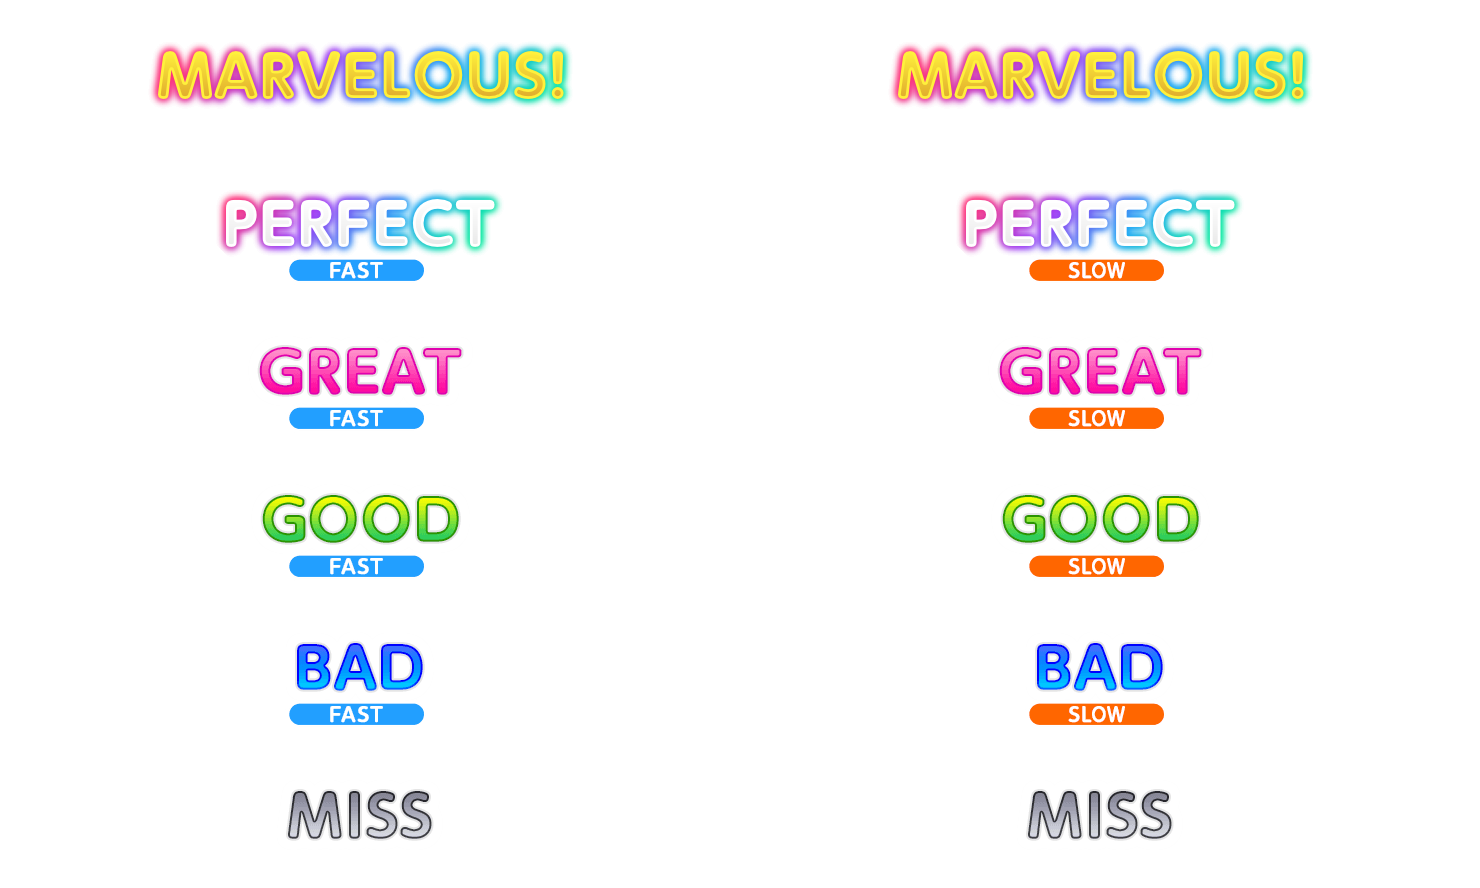 MARVELOUS! MARVELOUS!
PERFECT PERFECT
FAST SLOW
GREAT GREAT
FAST SLOW
GOOD GOOD
FAST SLOW
BAD BAD
FAST SLOW
MISS MISS